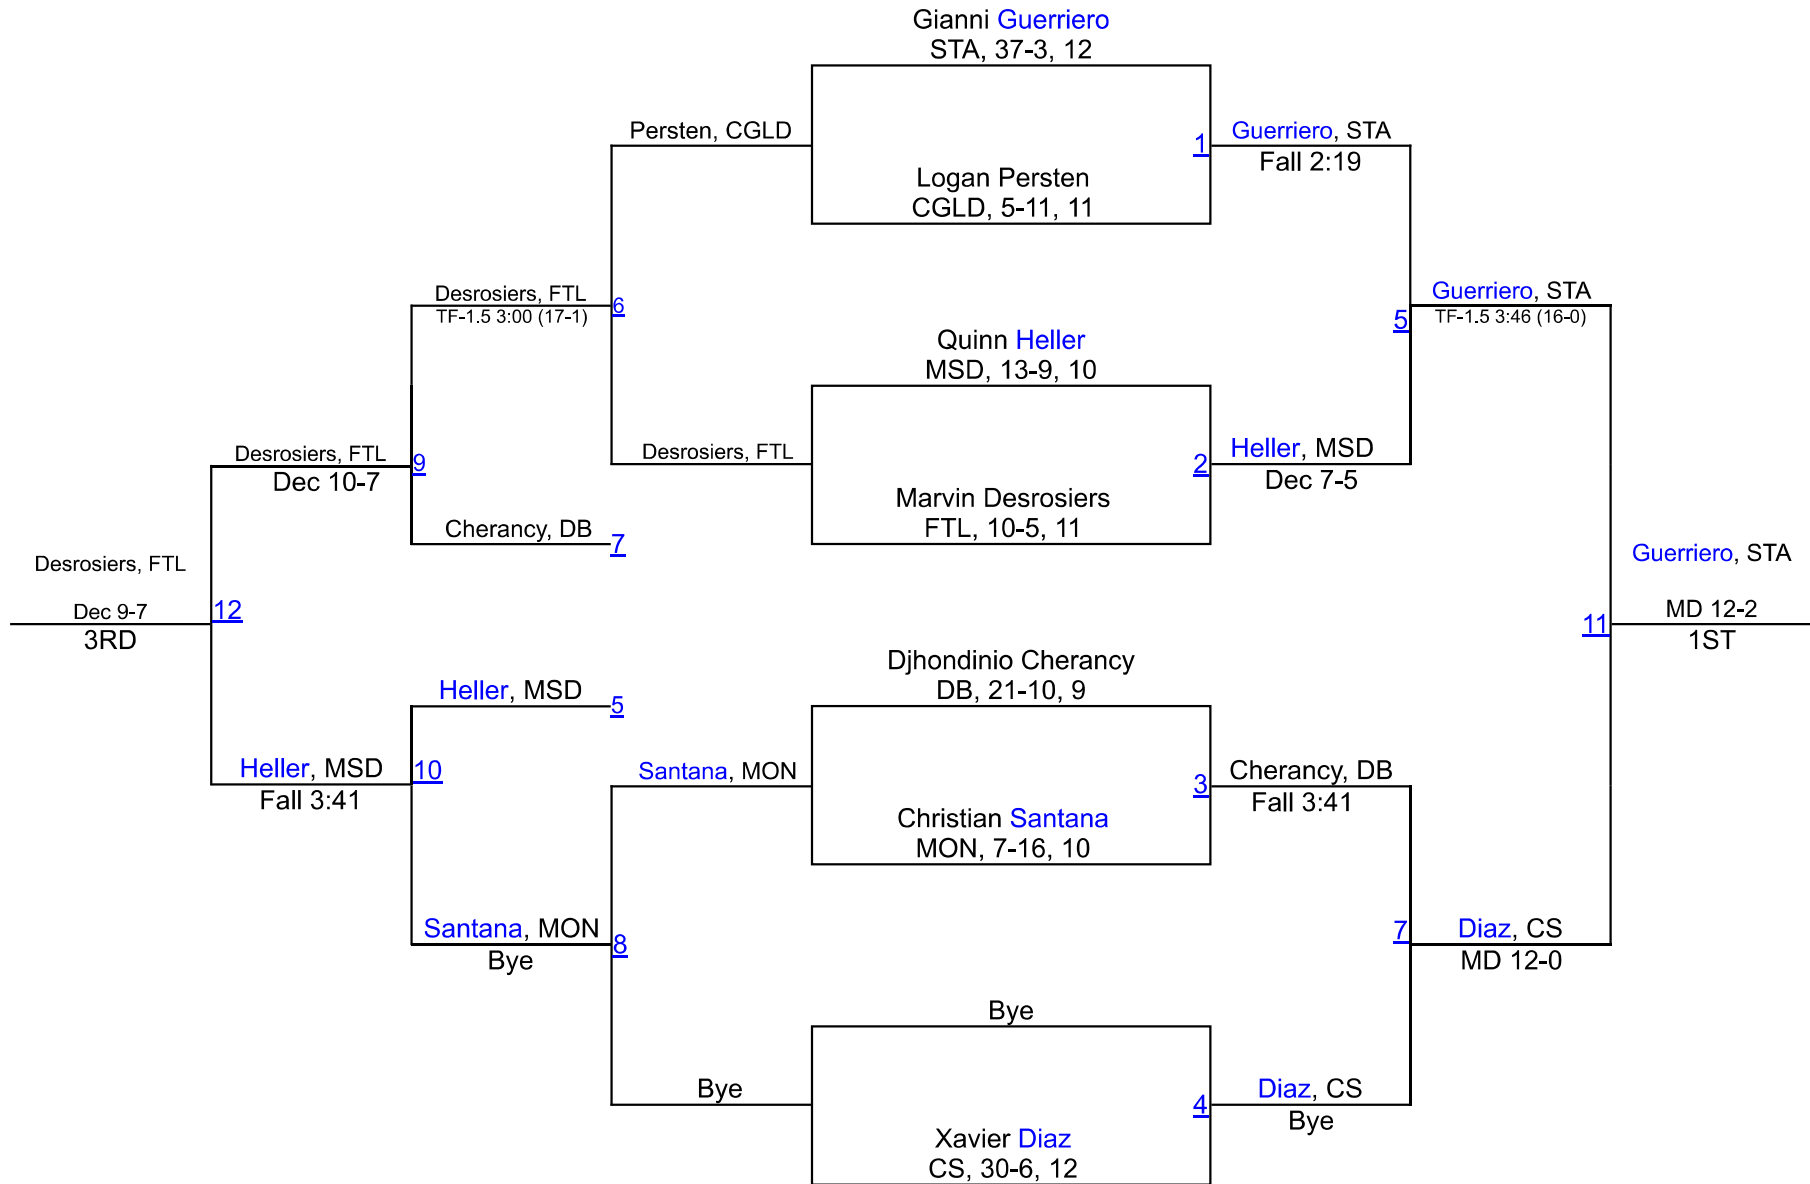 Gianni Guerriero
STA, 37-3, 12
Persten, CGLD
1
Guerriero, STA
Fall 2:19
Logan Persten
CGLD, 5-11, 11
Desrosiers, FTL
TF-1.5 3:00 (17-1)
6
Guerriero, STA
TF-1.5 3:46 (16-0)
5
Quinn Heller
MSD, 13-9, 10
Desrosiers, FTL
Dec 10-7
9
Desrosiers, FTL
2
Heller, MSD
Dec 7-5
Marvin Desrosiers
FTL, 10-5, 11
Cherancy, DB
7
Desrosiers, FTL
Dec 9-7
3RD
12
Guerriero, STA
MD 12-2
1ST
11
Djhondinio Cherancy
DB, 21-10, 9
Heller, MSD
5
Heller, MSD
Fall 3:41
10
Santana, MON
3
Cherancy, DB
Fall 3:41
Christian Santana
MON, 7-16, 10
Santana, MON
Bye
8
7
Diaz, CS
MD 12-0
Bye
Bye
4
Diaz, CS
Bye
Xavier Diaz
CS, 30-6, 12